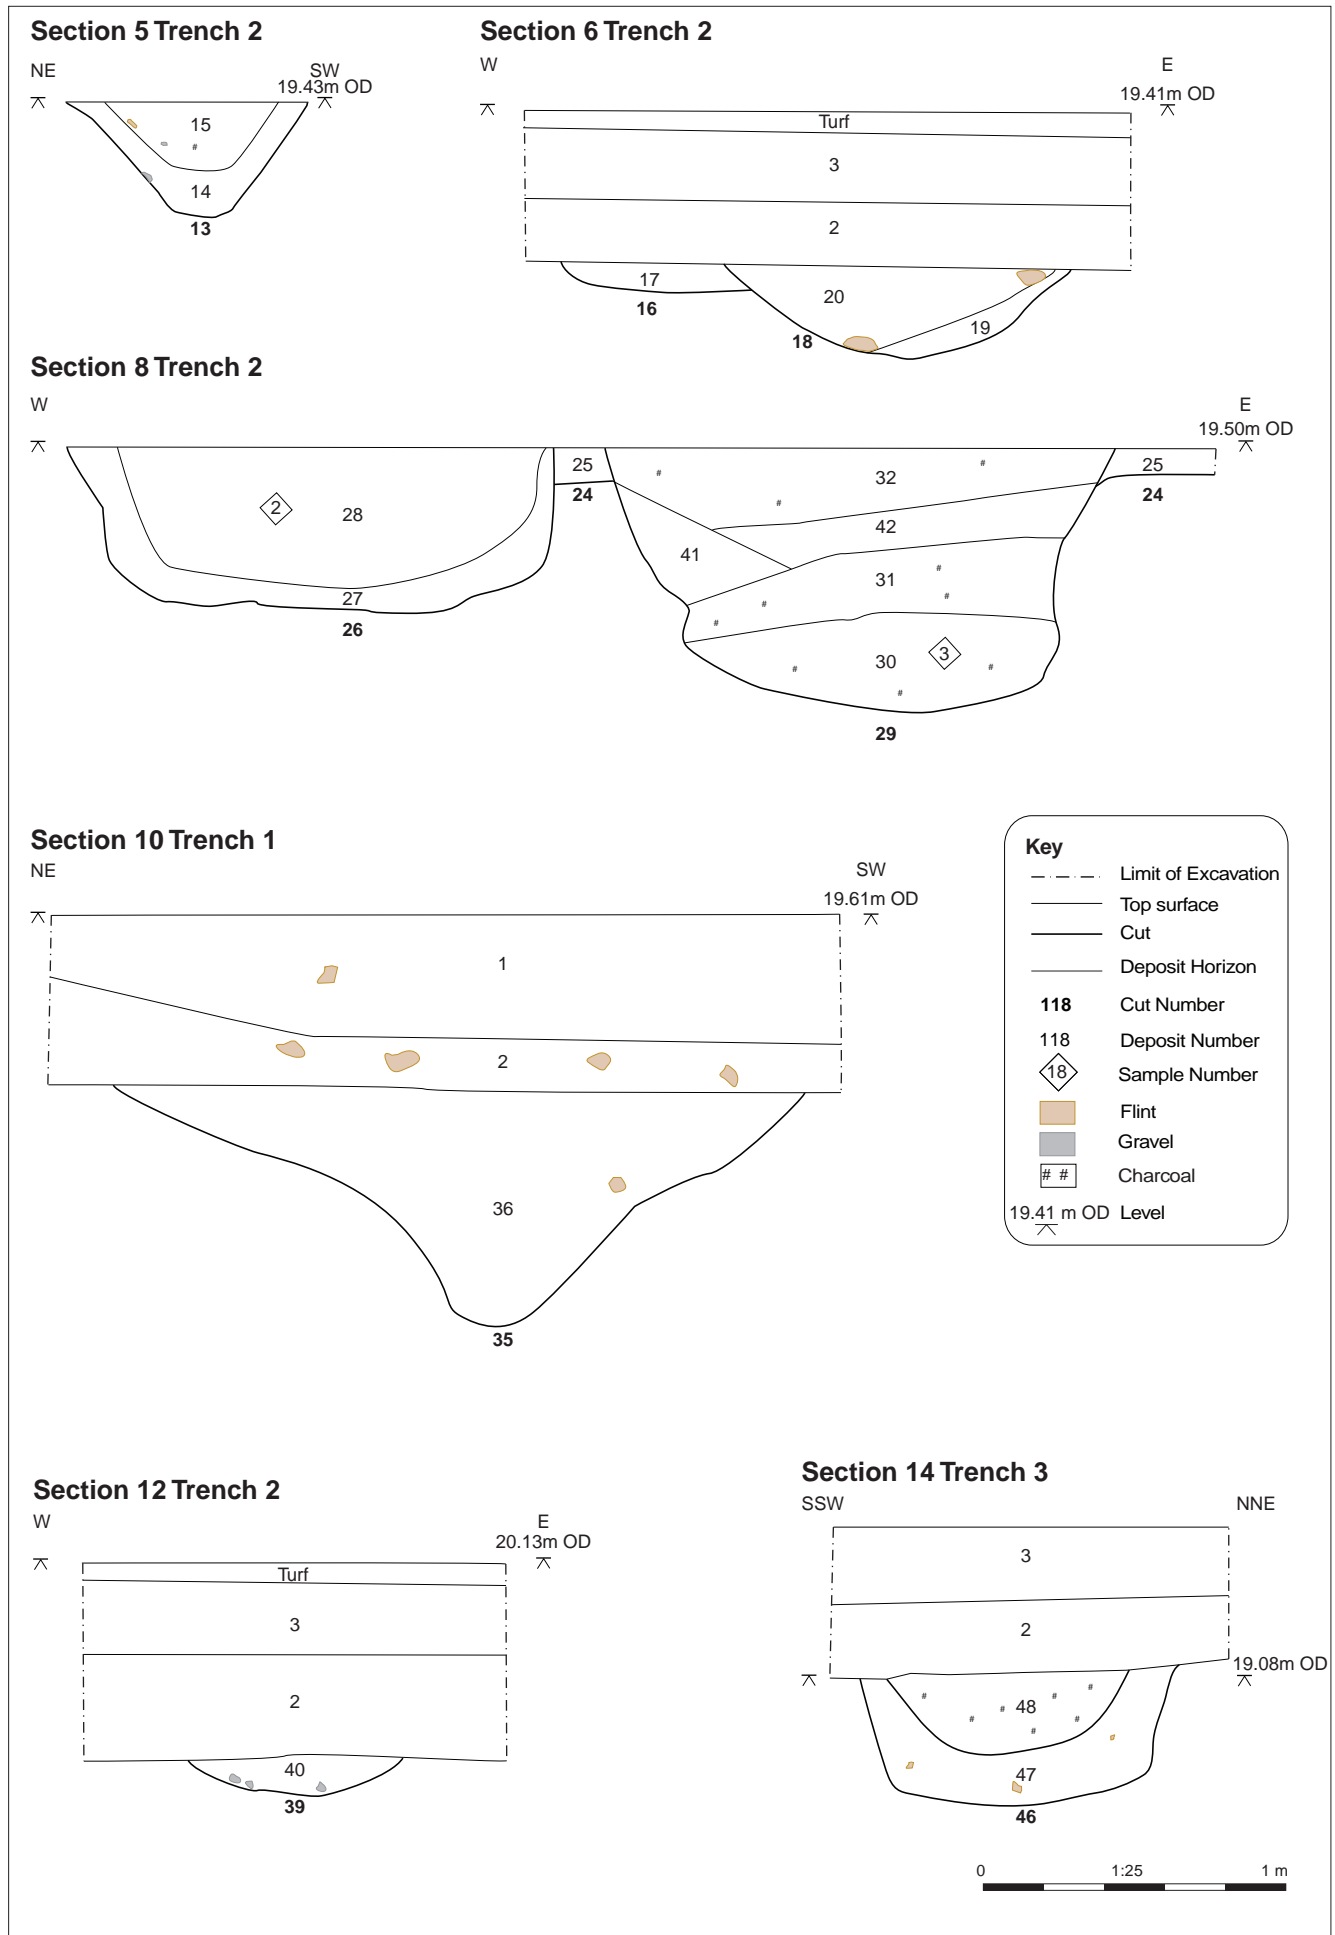 Section 5 Trench 2
NE SW
19.43m OD
15
#
14
13
Section 6 Trench 2
W E
19.41m OD
Turf
3
2
17
16
20
19
18
Section 8 Trench 2
W E
19.50m OD
25 32 25
# # #
24 24
2 28
42
41
31
# # # #
27
26
30 3
# # #
29
Section 10 Trench 1
NE SW
19.61m OD
1
2
36
35
Key
Limit of Excavation
Top surface
Cut
Deposit Horizon
118 Cut Number
118 Deposit Number
18 Sample Number
Flint
Gravel
# # Charcoal
19.41 m OD Level
Section 12 Trench 2
W E
20.13m OD
Turf
3
2
40
39
Section 14 Trench 3
SSW NNE
3
2
19.08m OD
48
# # # # # # #
47
46
0 1:25 1 m